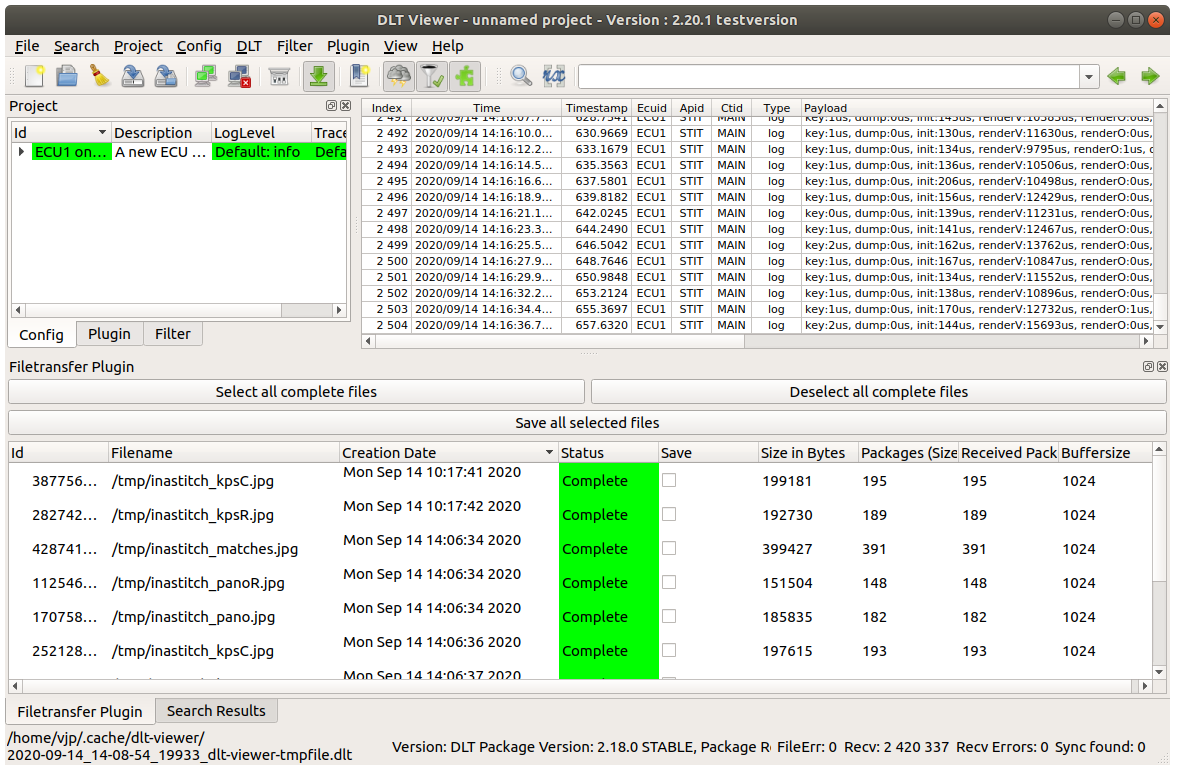 DLT Viewer - unnamed project - Version : 2.20.1 testversion
File Search Project Config DLT Filter Plugin View Help
Project
Id Description LogLevel Trace
ECU1 on... A new ECU ... Default: info Defa
Config Plugin Filter
Index Time Timestamp Ecuid Apid Ctid Type Payload
2 491 2020/09/14 14:16:07.7... 628.7541 ECU1 STIT MAIN log key:1us, dump:0us, init:145us, renderV:10385us, renderO:0us,
2 492 2020/09/14 14:16:10.0... 630.9669 ECU1 STIT MAIN log key:1us, dump:0us, init:130us, renderV:11630us, renderO:0us,
2 493 2020/09/14 14:16:12.2... 633.1679 ECU1 STIT MAIN log key:1us, dump:0us, init:134us, renderV:9795us, renderO:1us,
2 494 2020/09/14 14:16:14.5... 635.3563 ECU1 STIT MAIN log key:1us, dump:0us, init:136us, renderV:10506us, renderO:0us,
2 495 2020/09/14 14:16:16.6... 637.5801 ECU1 STIT MAIN log key:1us, dump:0us, init:206us, renderV:10498us, renderO:0us,
2 496 2020/09/14 14:16:18.9... 639.8182 ECU1 STIT MAIN log key:1us, dump:0us, init:156us, renderV:12429us, renderO:0us,
2 497 2020/09/14 14:16:21.1... 642.0245 ECU1 STIT MAIN log key:0us, dump:0us, init:139us, renderV:11231us, renderO:0us,
2 498 2020/09/14 14:16:23.3... 644.2490 ECU1 STIT MAIN log key:1us, dump:0us, init:141us, renderV:12467us, renderO:0us,
2 499 2020/09/14 14:16:25.5... 646.5042 ECU1 STIT MAIN log key:2us, dump:0us, init:162us, renderV:13762us, renderO:0us,
2 500 2020/09/14 14:16:27.9... 648.7646 ECU1 STIT MAIN log key:1us, dump:0us, init:167us, renderV:10847us, renderO:0us,
2 501 2020/09/14 14:16:29.9... 650.9848 ECU1 STIT MAIN log key:1us, dump:0us, init:134us, renderV:11552us, renderO:0us,
2 502 2020/09/14 14:16:32.2... 653.2124 ECU1 STIT MAIN log key:1us, dump:0us, init:138us, renderV:10896us, renderO:0us,
2 503 2020/09/14 14:16:34.4... 655.3697 ECU1 STIT MAIN log key:1us, dump:0us, init:170us, renderV:12732us, renderO:1us,
2 504 2020/09/14 14:16:36.7... 657.6320 ECU1 STIT MAIN log key:2us, dump:0us, init:144us, renderV:15693us, renderO:0us,
Filetransfer Plugin
Select all complete files Deselect all complete files
Save all selected files
Id Filename Creation Date Status Save Size in Bytes Packages (Size Received Pack Buffersize
387756... /tmp/inastitch_kpsC.jpg Mon Sep 14 10:17:41 2020 Complete 199181 195 195 1024
282742... /tmp/inastitch_kpsR.jpg Mon Sep 14 10:17:42 2020 Complete 192730 189 189 1024
428741... /tmp/inastitch_matches.jpg Mon Sep 14 14:06:34 2020 Complete 399427 391 391 1024
112546... /tmp/inastitch_panoR.jpg Mon Sep 14 14:06:34 2020 Complete 151504 148 148 1024
170758... /tmp/inastitch_pano.jpg Mon Sep 14 14:06:34 2020 Complete 185835 182 182 1024
252128... /tmp/inastitch_kpsC.jpg Mon Sep 14 14:06:36 2020 Complete 197615 193 193 1024
Mon Sep 14 14:06:37 2020
Filetransfer Plugin Search Results
/home/vjp/.cache/dlt-viewer/
2020-09-14_14-08-54_19933_dlt-viewer-tmpfile.dlt
Version: DLT Package Version: 2.18.0 STABLE, Package R FileErr: 0 Recv: 2 420 337 Recv Errors: 0 Sync found: 0